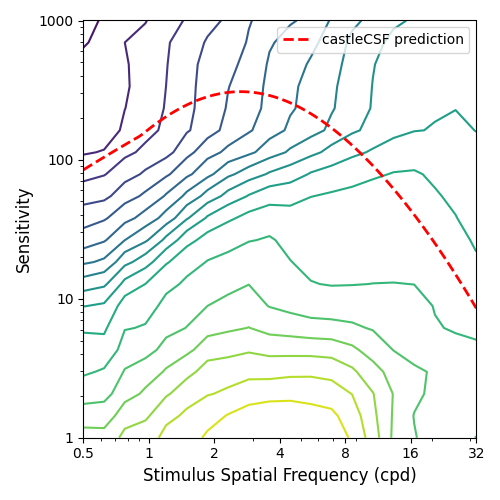 castleCSF prediction
1000
100
10
1
Sensitivity
0.5 1 2 4 8 16 32
Stimulus Spatial Frequency (cpd)